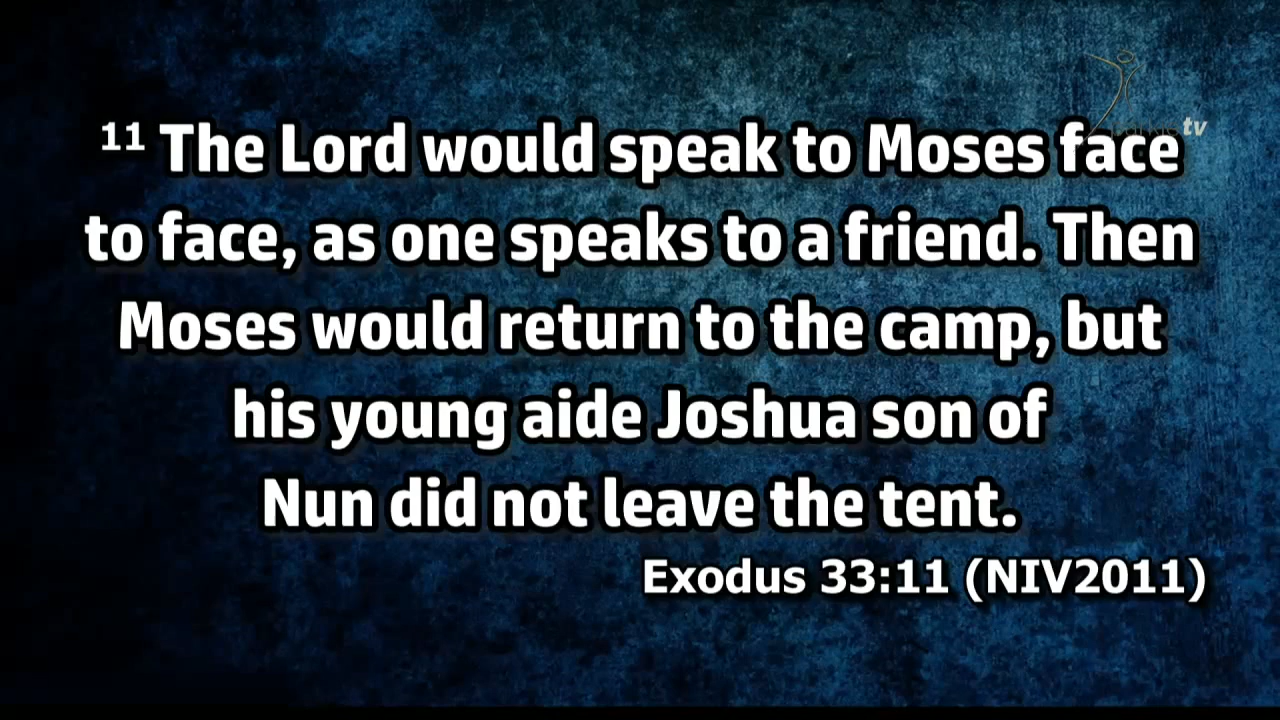 11 The Lord would speak to Moses face
to face, as one speaks to a friend. Then
Moses would return to the camp, but
his young aide Joshua son of
Nun did not leave the tent.
Exodus 33:11 (NIV2011)
tv